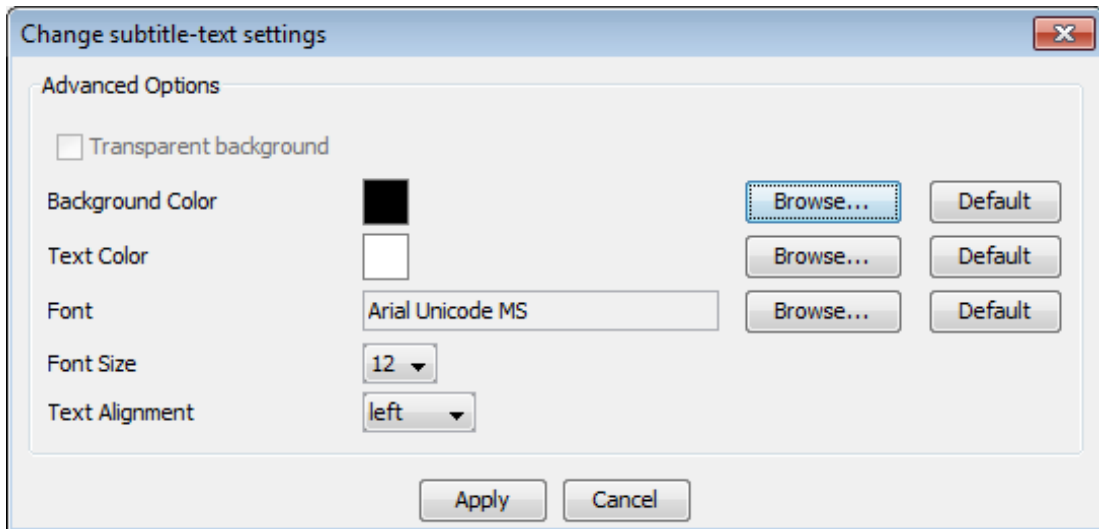 Change subtitle-text settings
Advanced Options
Transparent background
Background Color Browse... Default
Text Color Browse... Default
Font Arial Unicode MS Browse... Default
Font Size 12
Text Alignment left
Apply Cancel